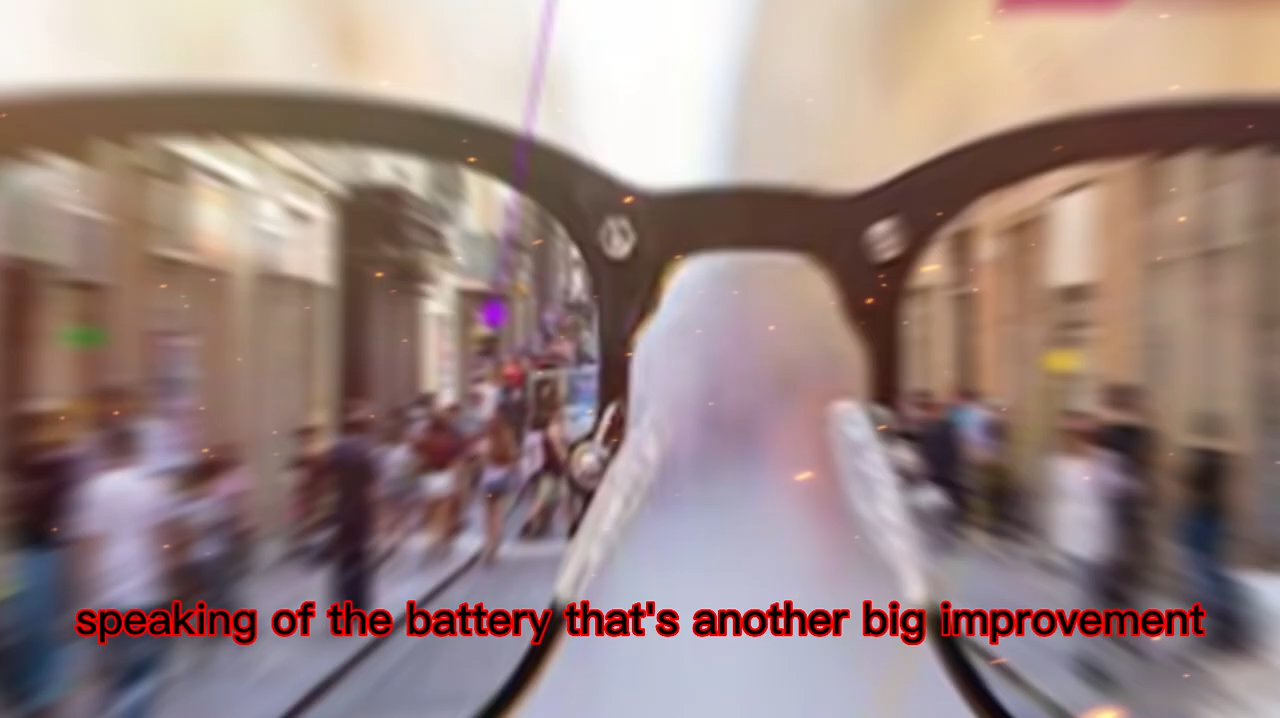 speaking of the battery that's another big improvement